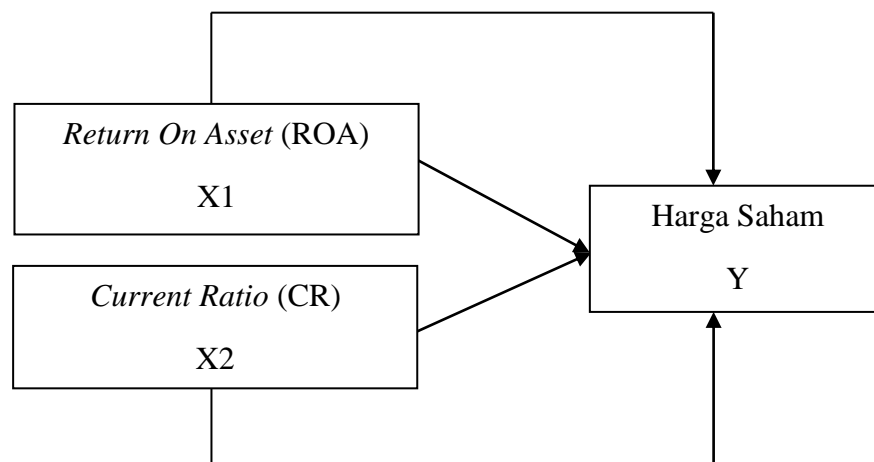 Return On Asset (ROA)
X1
Harga Saham
Y
Current Ratio (CR)
X2